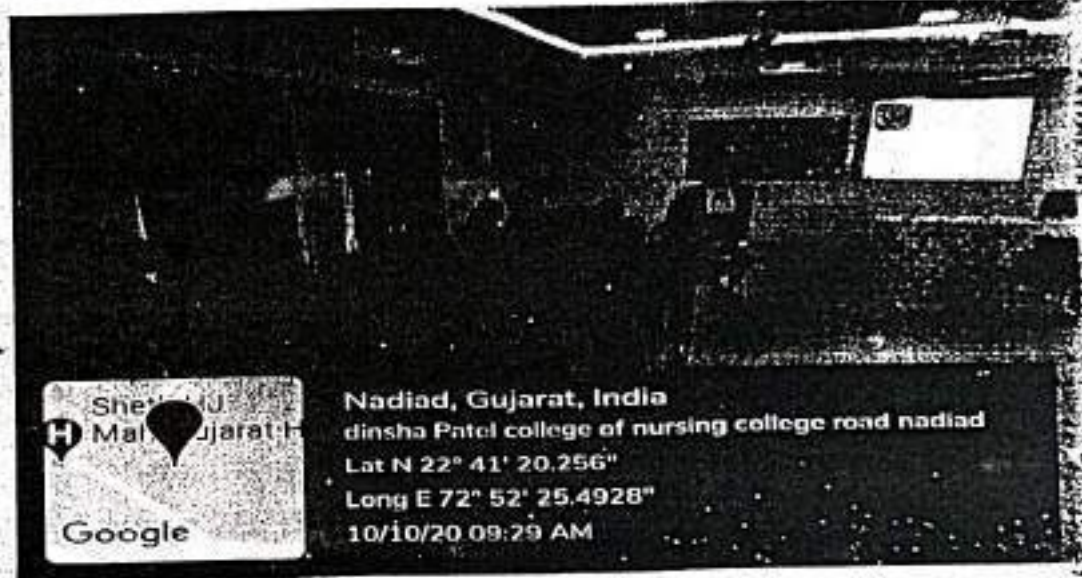 Nadiad, Gujarat, India
dinsha Patel college of nursing college road nadiad
Lat N 22° 41' 20.256"
Long E 72° 52' 25.4928"
10/10/20 09:29 AM
H
Google